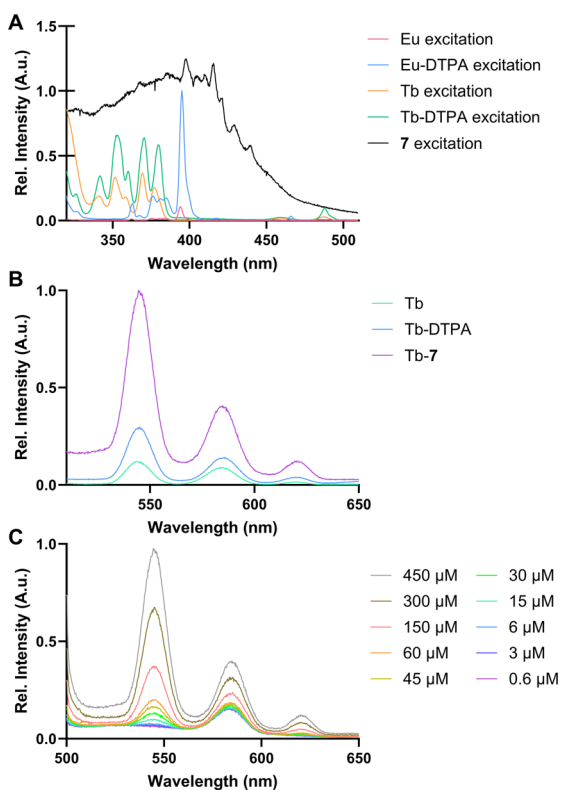 A
Rel. Intensity (A.u.)
1.5
1.0
0.5
0.0
350 400 450 500
Wavelength (nm)
Eu excitation
Eu-DTPA excitation
Tb excitation
Tb-DTPA excitation
7 excitation
B
Rel. Intensity (A.u.)
1.0
0.5
0.0
550 600 650
Wavelength (nm)
Tb
Tb-DTPA
Tb-7
C
Rel. Intensity (A.u.)
1.0
0.5
0.0
500 550 600 650
Wavelength (nm)
450 µM 30 µM
300 µM 15 µM
150 µM 6 µM
60 µM 3 µM
45 µM 0.6 µM